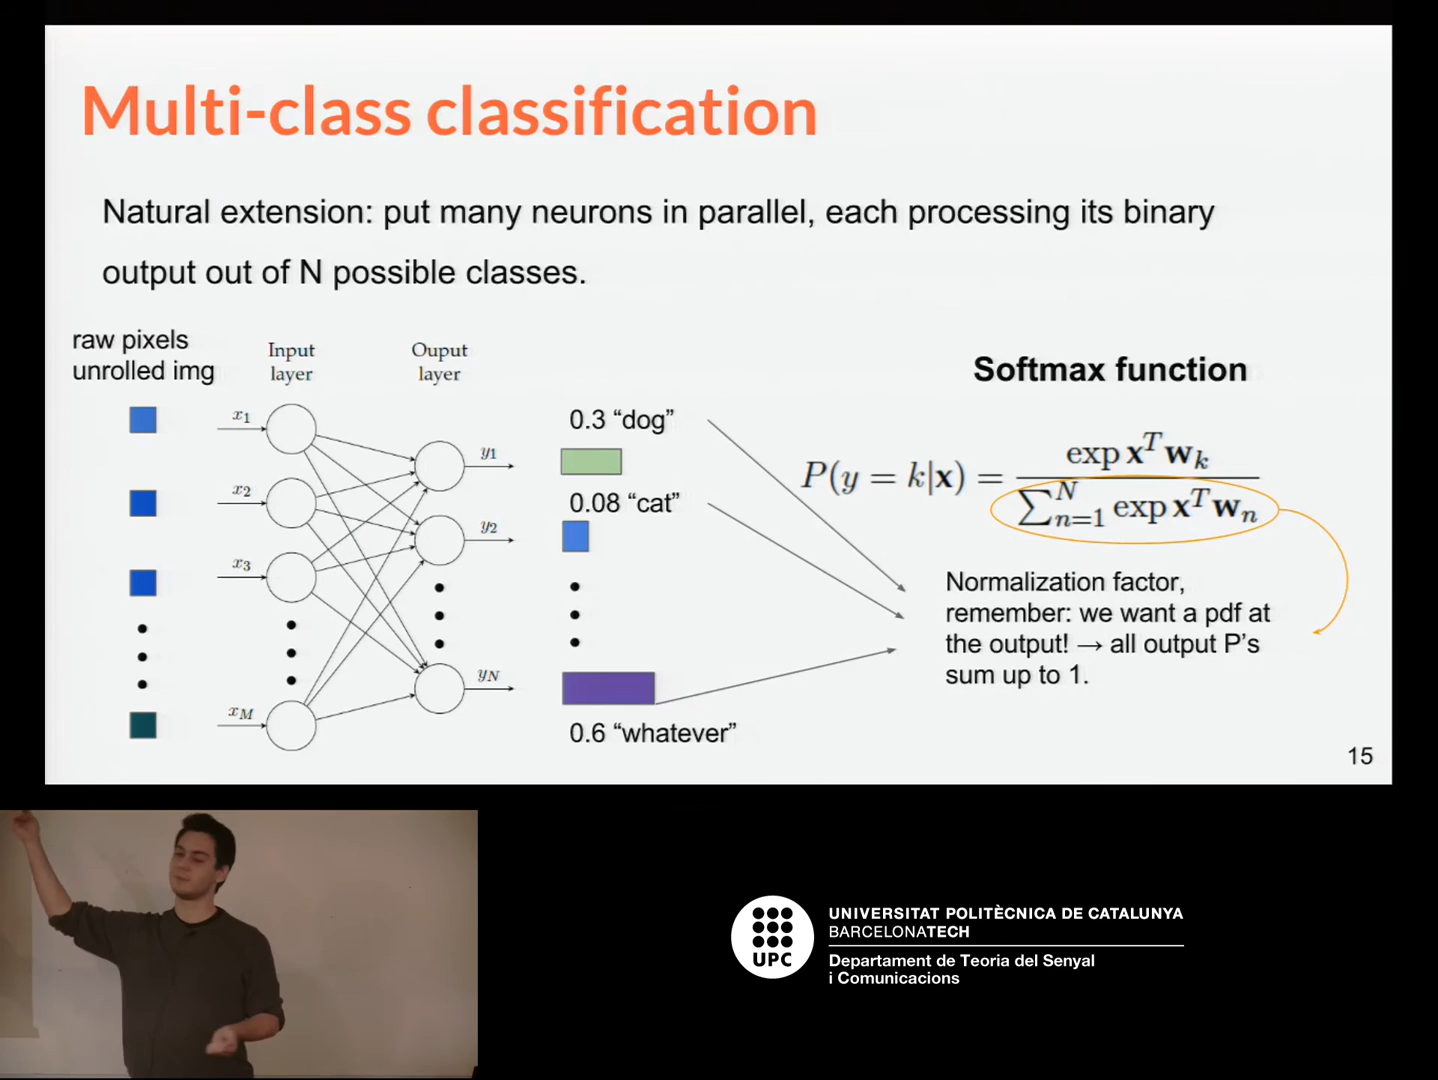 Multi-class classification
Natural extension: put many neurons in parallel, each processing its binary
output out of N possible classes.
raw pixels
unrolled img
Input
layer
Ouput
layer
x1
x2
x3
xM
y1
y2
yN
0.3 “dog”
0.08 “cat”
0.6 “whatever”
Softmax function
P(y = k|x) = exp x^T w_k / ∑_{n=1}^{N} exp x^T w_n
Normalization factor,
remember: we want a pdf at
the output! → all output P’s
sum up to 1.
15
UPC
UNIVERSITAT POLITÈCNICA DE CATALUNYA
BARCELONATECH
Departament de Teoria del Senyal
i Comunicacions